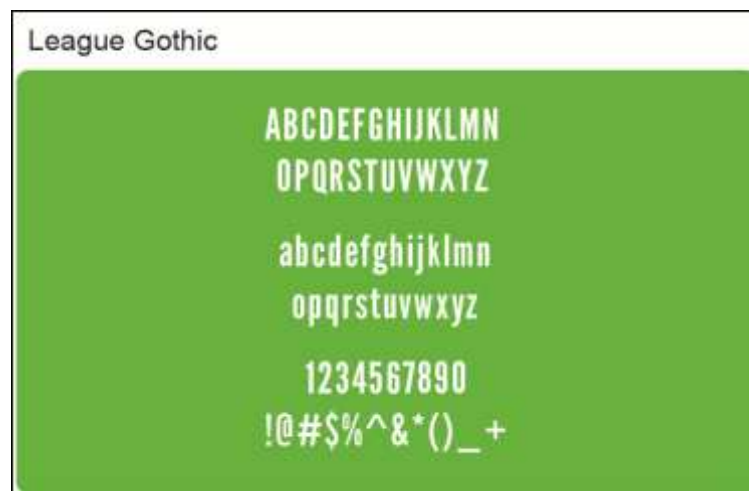 League Gothic
ABCDEFGHIJKLMN
OPQRSTUVWXYZ
abcdefghijklmn
opqrstuvwxyz
1234567890
!@#$%^&*()_+